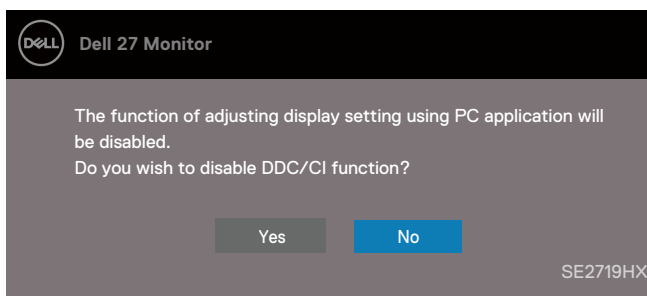 DELL
Dell 27 Monitor
The function of adjusting display setting using PC application will
be disabled.
Do you wish to disable DDC/CI function?
Yes
No
SE2719HX